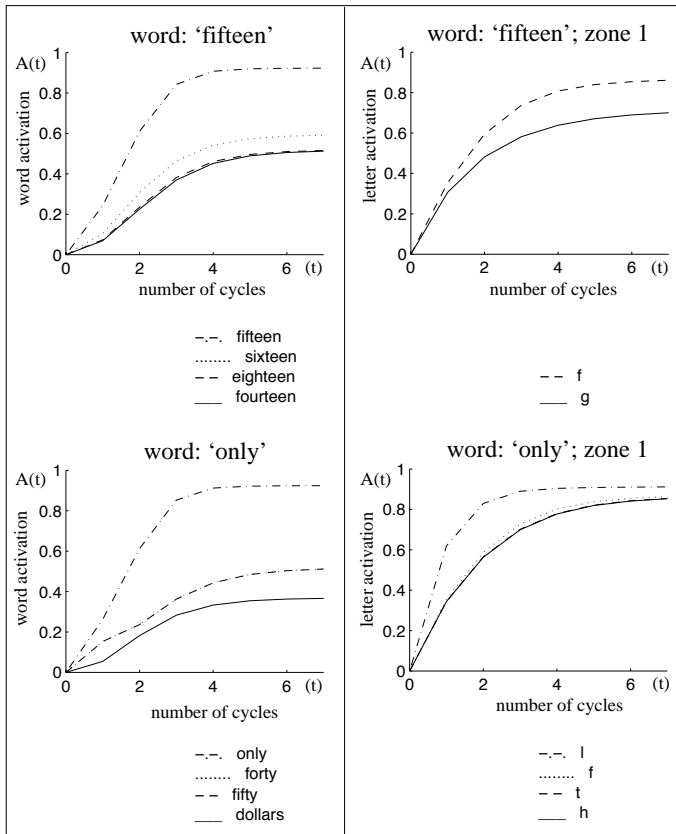 word: ‘fifteen’
A(t)
1
0.8
0.6
0.4
0.2
0
word activation
0 2 4 6 (t)
number of cycles
–.–. fifteen
........ sixteen
– – eighteen
___ fourteen
word: ‘fifteen’; zone 1
A(t)
1
0.8
0.6
0.4
0.2
0
letter activation
0 2 4 6 (t)
number of cycles
– – f
___ g
word: ‘only’
A(t)
1
0.8
0.6
0.4
0.2
0
word activation
0 2 4 6 (t)
number of cycles
–.–. only
........ forty
– – fifty
___ dollars
word: ‘only’; zone 1
A(t)
1
0.8
0.6
0.4
0.2
0
letter activation
0 2 4 6 (t)
number of cycles
–.–. l
........ f
– – t
___ h